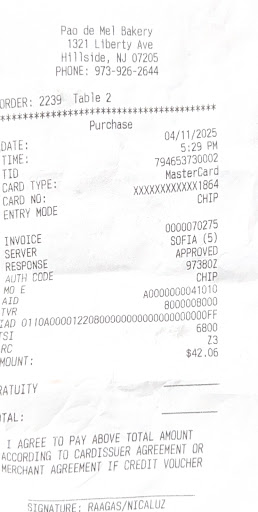 Pao de Mel Bakery
1321 Liberty Ave
Hillside, NJ 07205
PHONE: 973-926-2644
ORDER: 2239 Table 2
****************************************
Purchase
DATE: 04/11/2025
TIME: 5:29 PM
TID 794653730002
CARD TYPE: MasterCard
CARD NO: XXXXXXXXXXXX1864
ENTRY MODE CHIP
INVOICE 0000070275
SERVER SOFIA (5)
RESPONSE APPROVED
AUTH CODE 97380Z
MO E CHIP
AID A0000000041010
TVR 8000008000
IAD 0110A00001220800000000000000000000FF
TSI 6800
RC Z3
MOUNT: $42.06
RATUITY
OTAL:
I AGREE TO PAY ABOVE TOTAL AMOUNT
ACCORDING TO CARDISSUER AGREEMENT OR
MERCHANT AGREEMENT IF CREDIT VOUCHER
SIGNATURE: RAAGAS/NICALUZ